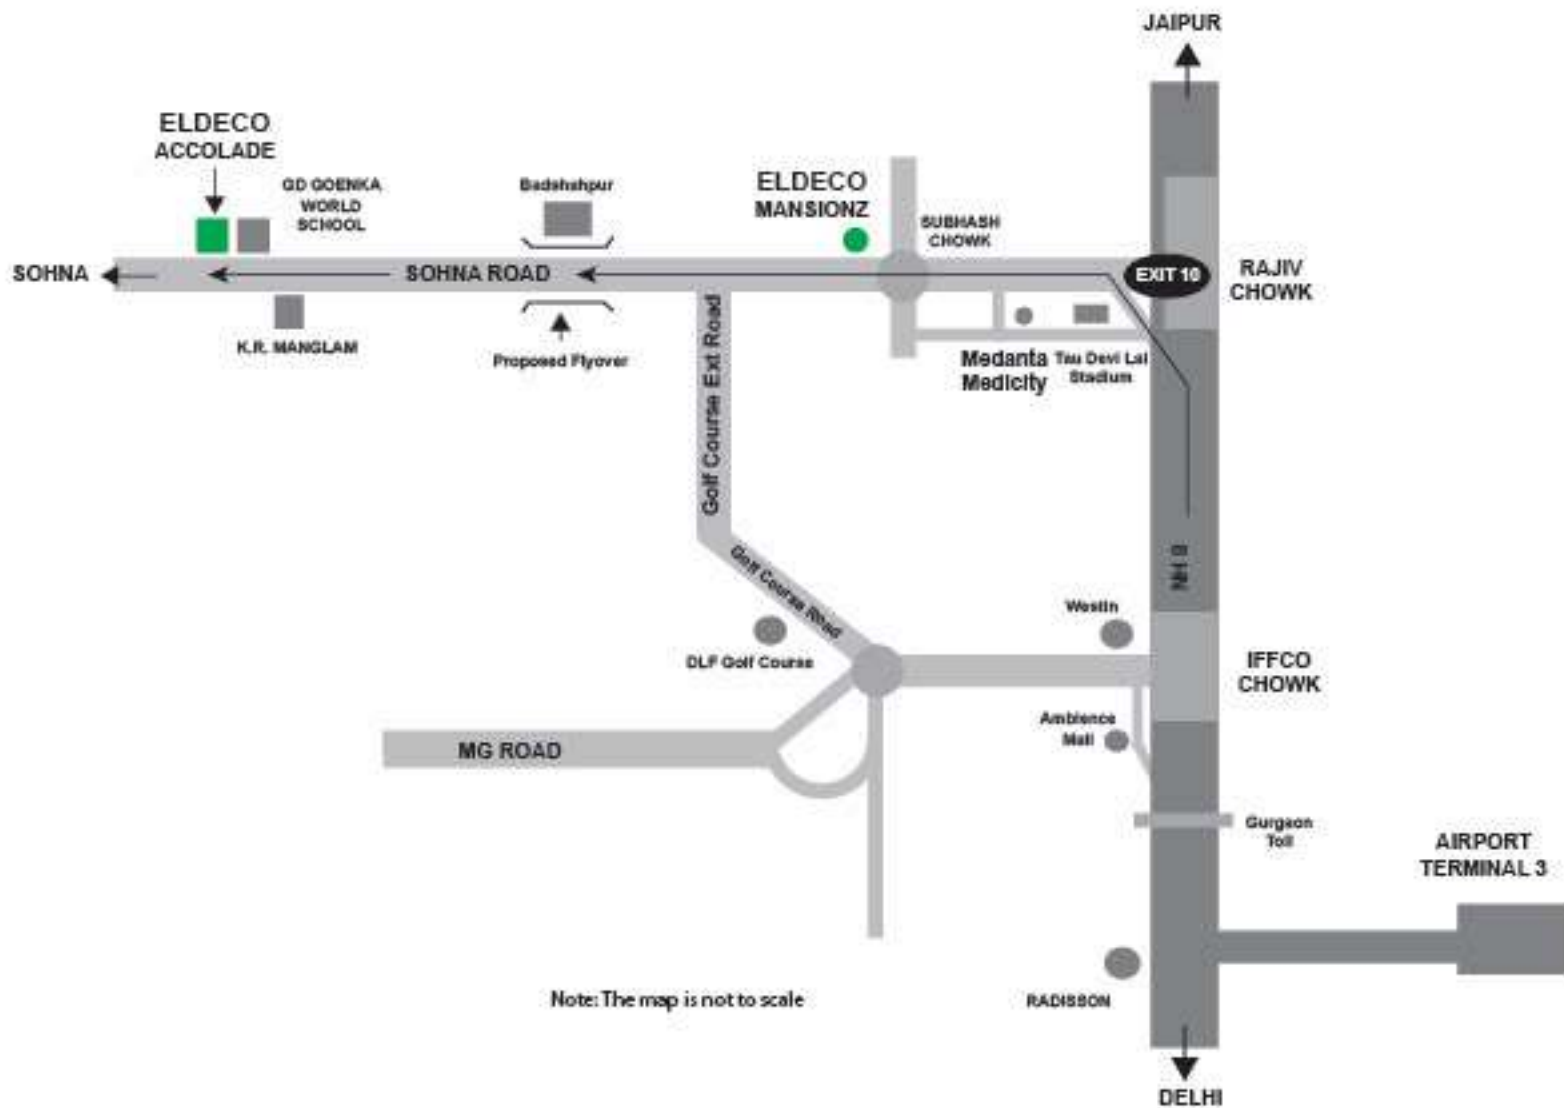 JAIPUR
ELDECO
ACCOLADE
GD GOENKA
WORLD
SCHOOL
Badshahpur
ELDECO
MANSIONZ
SUBHASH
CHOWK
SOHNA
SOHNA ROAD
EXIT 10
RAJIV
CHOWK
K.R. MANGLAM
Proposed Flyover
Golf Course Ext Road
Medanta
Medicity
Tau Devi Lal
Stadium
NH 8
Golf Course Road
DLF Golf Course
Westin
IFFCO
CHOWK
MG ROAD
Ambience
Mall
Gurgaon
Toll
AIRPORT
TERMINAL 3
RADISSON
Note: The map is not to scale
DELHI